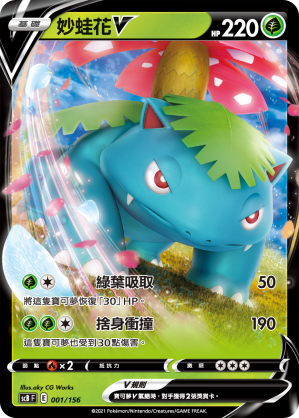 基礎 妙蛙花V HP220
綠葉吸取 50
將這隻寶可夢恢復「30」HP。
捨身衝撞 190
這隻寶可夢也受到30點傷害。
弱點 ×2 抵抗力 撤退
V規則
寶可夢V氣絕時，對手獲得2張獎賞卡。
Illus.aky CG Works
scD F E 001/156
©2021 Pokémon/Nintendo/Creatures/GAME FREAK.